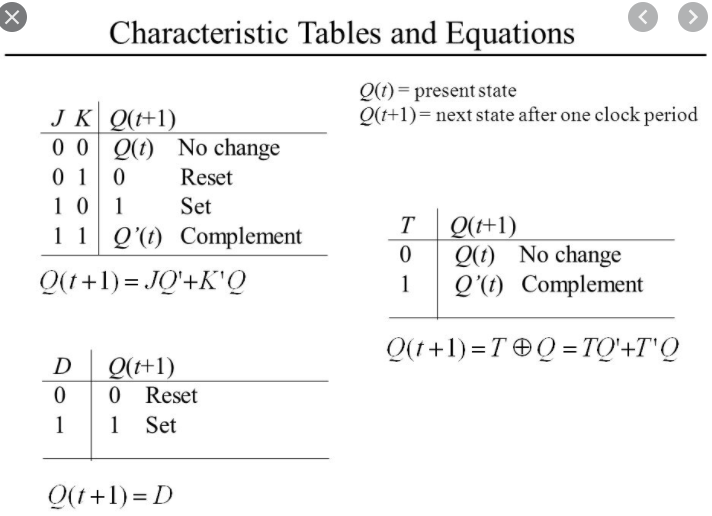 Characteristic Tables and Equations
Q(t) = present state
Q(t+1) = next state after one clock period
J K Q(t+1)
0 0 Q(t) No change
0 1 0 Reset
1 0 1 Set
1 1 Q’(t) Complement
Q(t+1) = JQ'+K'Q
T Q(t+1)
0 Q(t) No change
1 Q’(t) Complement
Q(t+1) = T ⊕ Q = TQ'+T'Q
D Q(t+1)
0 0 Reset
1 1 Set
Q(t+1) = D